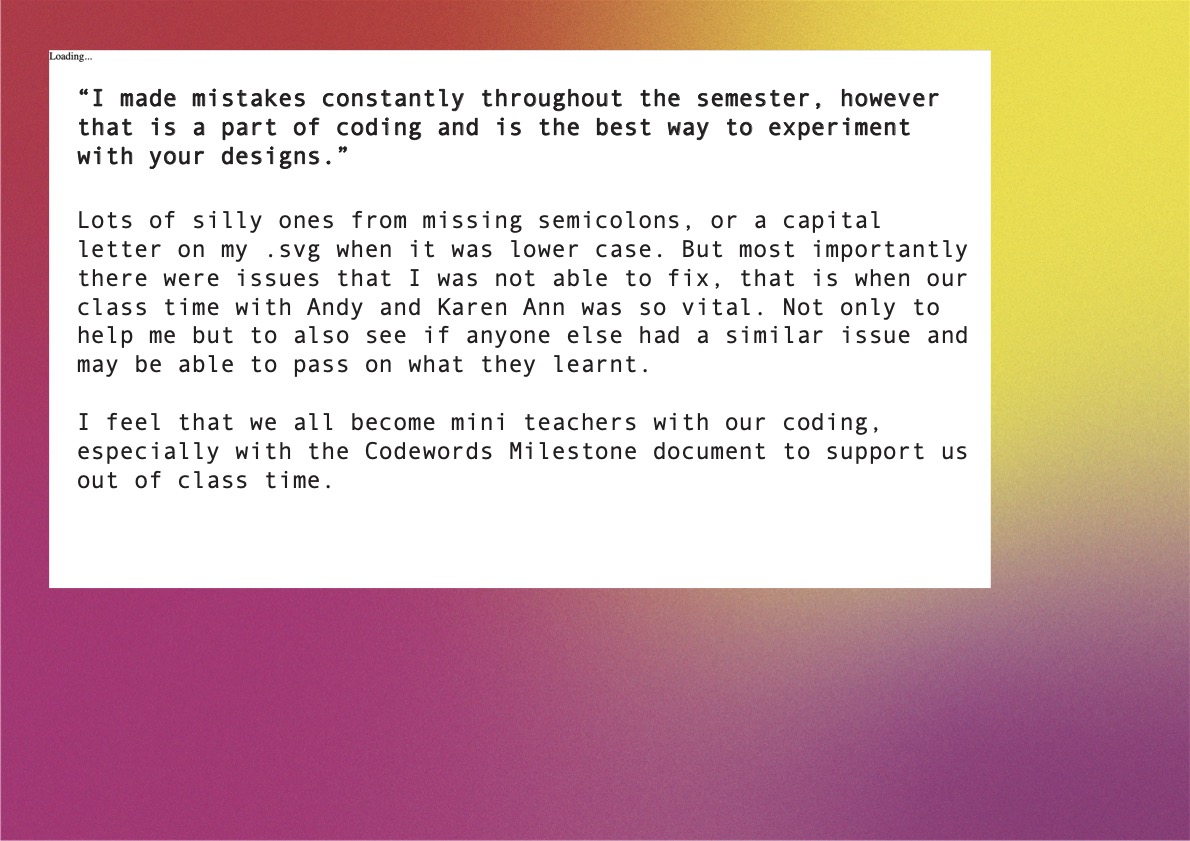 Loading...
“I made mistakes constantly throughout the semester, however
that is a part of coding and is the best way to experiment
with your designs.”
Lots of silly ones from missing semicolons, or a capital
letter on my .svg when it was lower case. But most importantly
there were issues that I was not able to fix, that is when our
class time with Andy and Karen Ann was so vital. Not only to
help me but to also see if anyone else had a similar issue and
may be able to pass on what they learnt.
I feel that we all become mini teachers with our coding,
especially with the Codewords Milestone document to support us
out of class time.